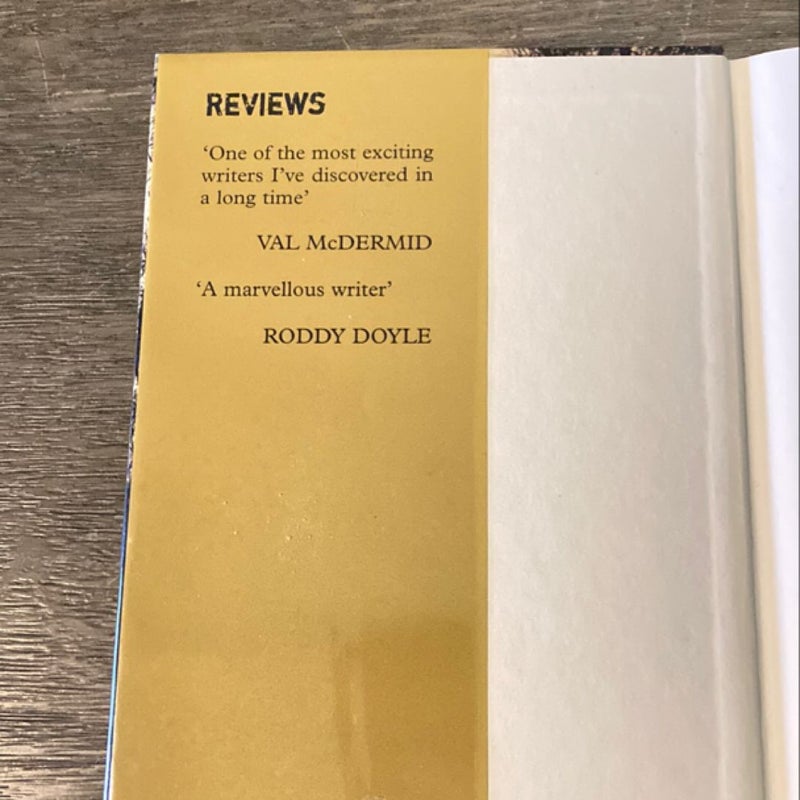 REVIEWS
‘One of the most exciting
writers I’ve discovered in
a long time’
VAL McDERMID
‘A marvellous writer’
RODDY DOYLE